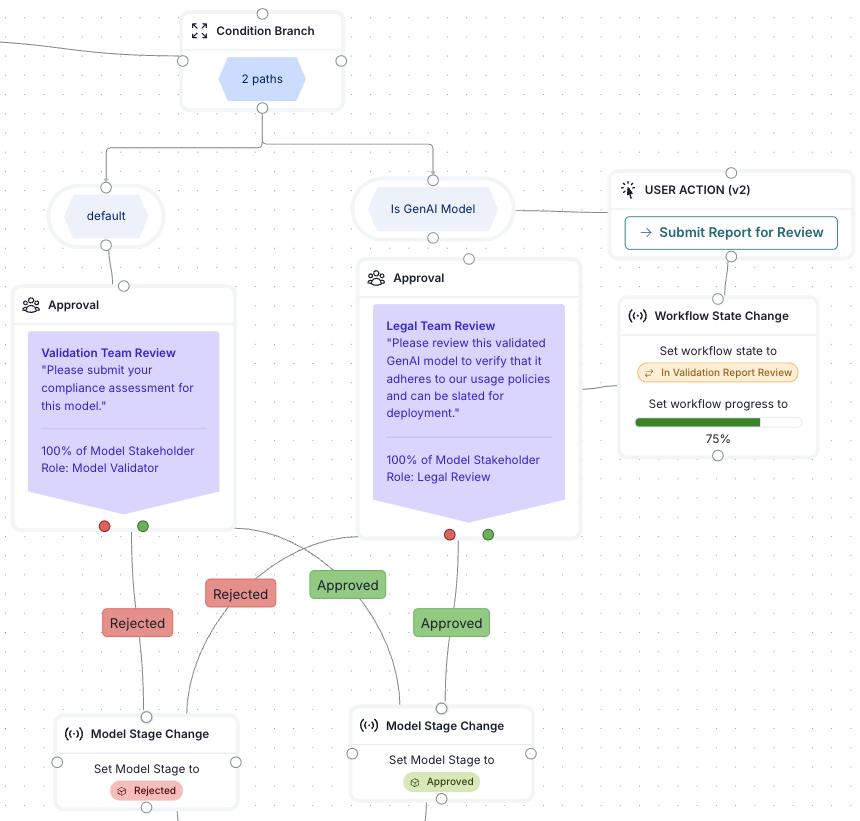 Condition Branch
2 paths
default
Is GenAI Model
USER ACTION (v2)
Submit Report for Review
Approval
Validation Team Review
"Please submit your
compliance assessment for
this model."
100% of Model Stakeholder
Role: Model Validator
Approval
Legal Team Review
"Please review this validated
GenAI model to verify that it
adheres to our usage policies
and can be slated for
deployment."
100% of Model Stakeholder
Role: Legal Review
Workflow State Change
Set workflow state to
In Validation Report Review
Set workflow progress to
75%
Rejected
Rejected
Approved
Approved
Model Stage Change
Set Model Stage to
Rejected
Model Stage Change
Set Model Stage to
Approved